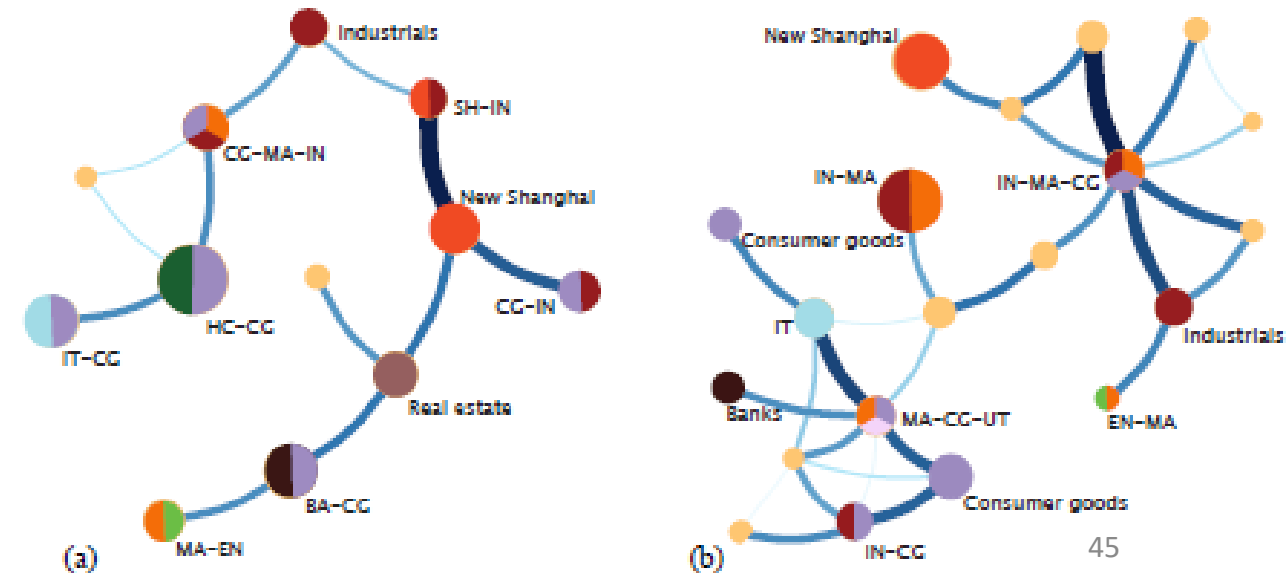 Industrials
SH-IN
CG-MA-IN
New Shanghai
CG-IN
HC-CG
IT-CG
Real estate
BA-CG
MA-EN
(a)
New Shanghai
IN-MA-CG
IN-MA
Consumer goods
IT
Industrials
Banks
MA-CG-UT
EN-MA
Consumer goods
IN-CG
(b)
45